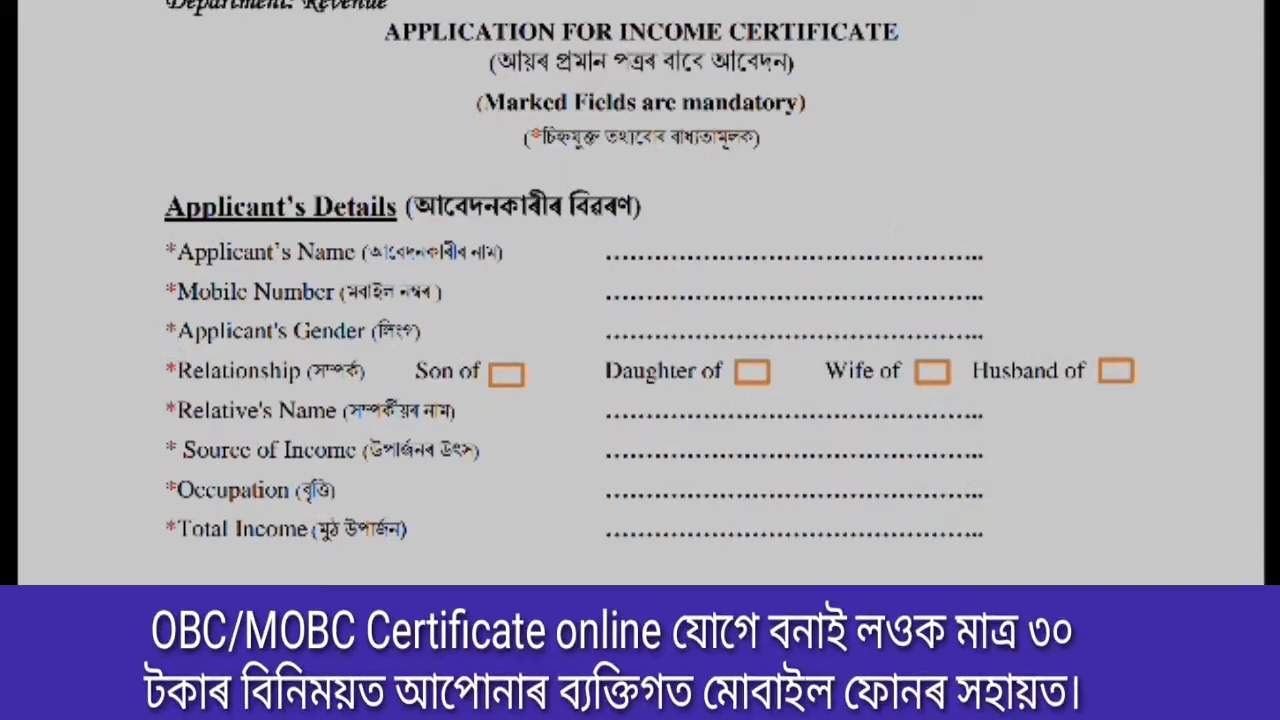 Department: Revenue
APPLICATION FOR INCOME CERTIFICATE
(আয়ৰ প্ৰমান পত্ৰৰ বাবে আবেদন)
(Marked Fields are mandatory)
(*চিহ্নযুক্ত তথ্যবোৰ বাধ্যতামূলক)
Applicant's Details (আবেদনকাৰীৰ বিৱৰণ)
*Applicant's Name (আবেদনকাৰীৰ নাম) ………………………………………..
*Mobile Number (মবাইল নম্বৰ ) ………………………………………..
*Applicant's Gender (লিংগ) ………………………………………..
*Relationship (সম্পৰ্ক) Son of Daughter of Wife of Husband of
*Relative's Name (সম্পৰ্কীয়ৰ নাম) ………………………………………..
* Source of Income (উপাৰ্জনৰ উৎস) ………………………………………..
*Occupation (বৃত্তি) ………………………………………..
*Total Income (মুঠ উপাৰ্জন) ………………………………………..
OBC/MOBC Certificate online যোগে বনাই লওক মাত্ৰ ৩০
টকাৰ বিনিময়ত আপোনাৰ ব্যক্তিগত মোবাইল ফোনৰ সহায়ত।